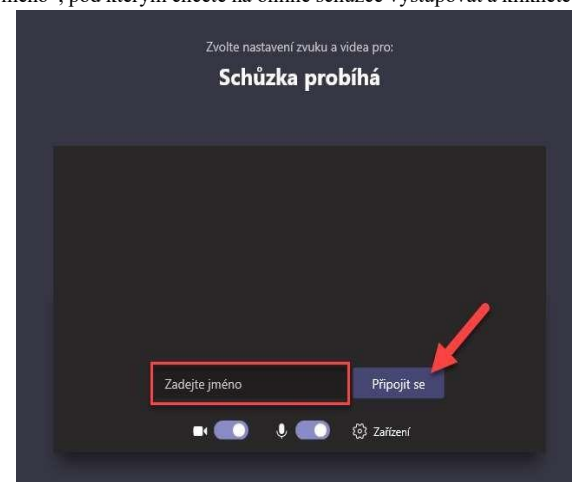 , pod kterým chcete na online schůzce vystupovat a klikněte
Zvolte nastavení zvuku a videa pro:
Schůzka probíhá
Zadejte jméno
Připojit se
Zařízení